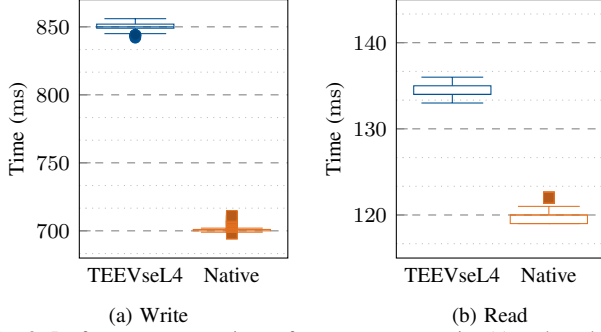 850
800
750
700
Time (ms)
TEEVseL4 Native
(a) Write
140
130
120
Time (ms)
TEEVseL4 Native
(b) Read